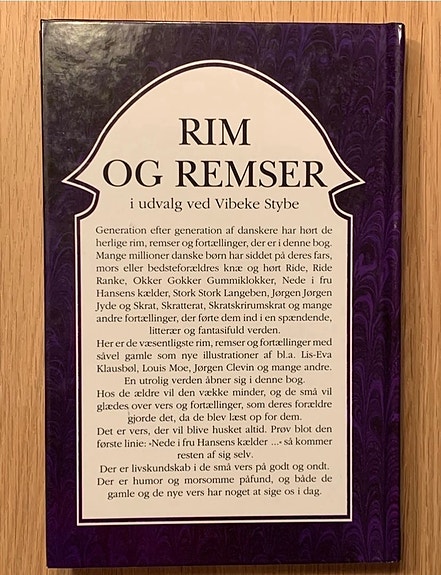 RIM
OG REMSER
i udvalg ved Vibeke Stybe
Generation efter generation af danskere har hørt de
herlige rim, remser og fortællinger, der er i denne bog.
Mange millioner danske børn har siddet på deres fars,
mors eller bedsteforældres knæ og hørt Ride, Ride
Ranke, Okker Gokker Gummiklokker, Nede i fru
Hansens kælder, Stork Stork Langeben, Jørgen Jørgen
Jyde og Skrat, Skratterat, Skratskrirumskrat og mange
andre fortællinger, der førte dem ind i en spændende,
litterær og fantasifuld verden.
Her er de væsentligste rim, remser og fortællinger med
såvel gamle som nye illustrationer af bl.a. Lis-Eva
Klausbøl, Louis Moe, Jørgen Clevin og mange andre.
En utrolig verden åbner sig i denne bog.
Hos de ældre vil den vække minder, og de små vil
glædes over vers og fortællinger, som deres forældre
gjorde det, da de blev læst op for dem.
Det er vers, der vil blive husket altid. Prøv blot den
første linie: »Nede i fru Hansens kælder ...« så kommer
resten af sig selv.
Der er livskundskab i de små vers på godt og ondt.
Der er humor og morsomme påfund, og både de
gamle og de nye vers har noget at sige os i dag.